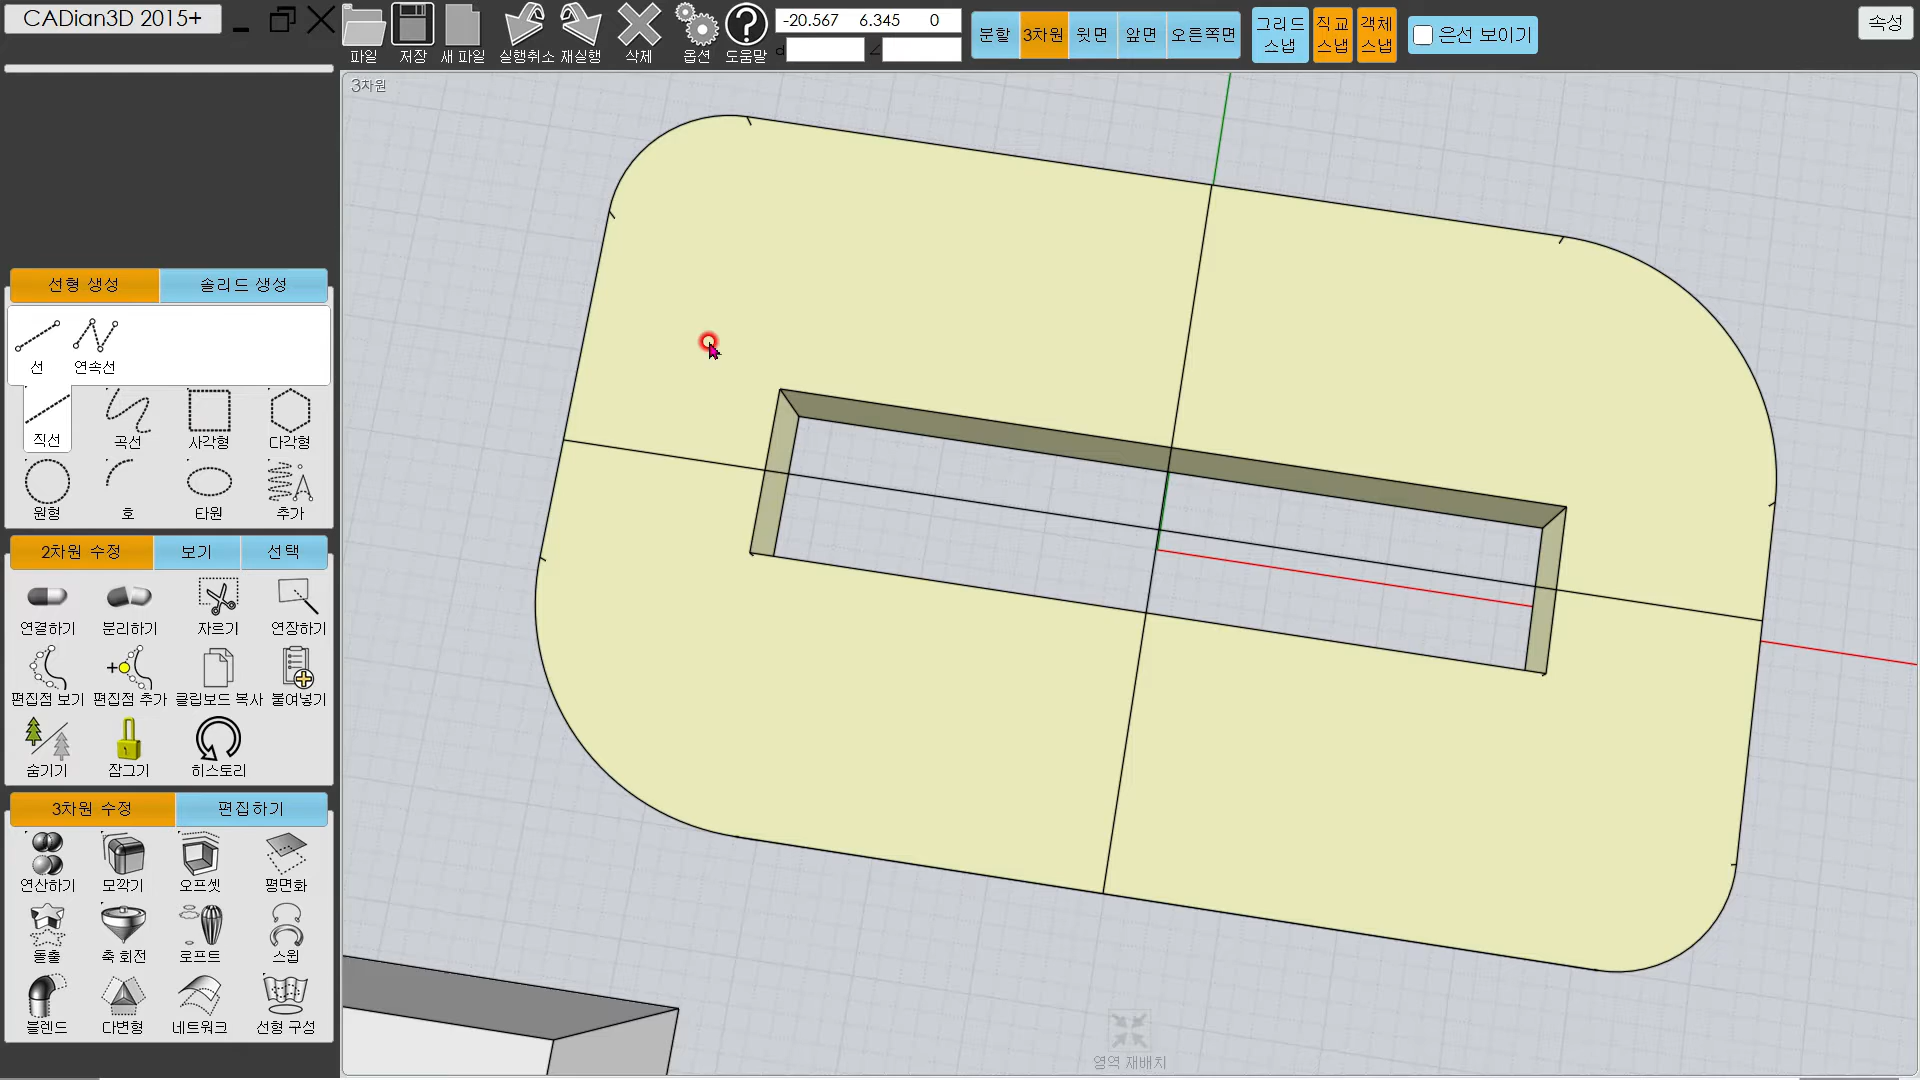 CADian3D 2015+
파일
저장
새 파일
실행취소
재실행
삭제
옵션
도움말
-20.567 6.345 0
d
∠
분할
3차원
윗면
앞면
오른쪽면
그리드
스냅
직교
스냅
객체
스냅
은선 보이기
속성
3차원
선형 생성
솔리드 생성
선
연속선
직선
곡선
사각형
다각형
원형
호
타원
추가
2차원 수정
보기
선택
연결하기
분리하기
자르기
연장하기
편집점 보기
편집점 추가
클립보드 복사
붙여넣기
숨기기
잠그기
히스토리
3차원 수정
편집하기
연산하기
모깍기
오프셋
평면화
돌출
축 회전
로프트
스윕
블렌드
다변형
네트워크
선형 구성
영역 재배치